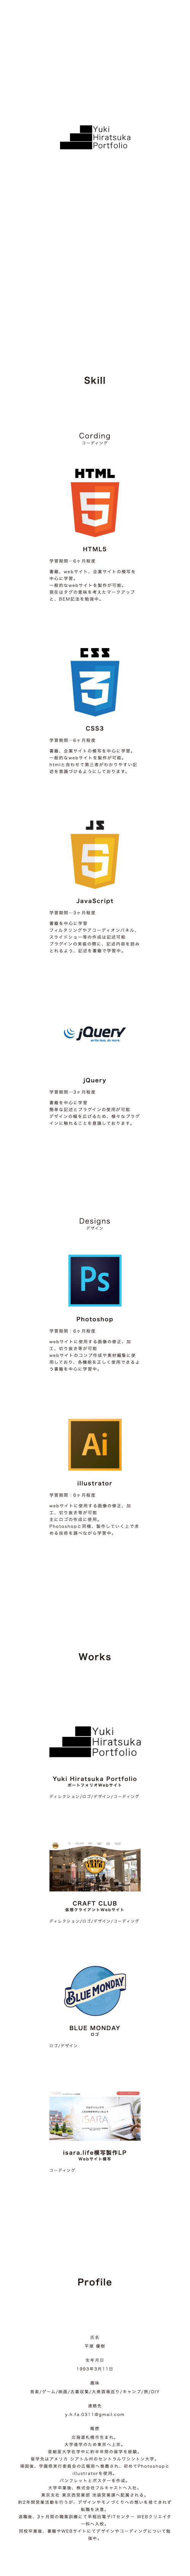 Yuki
Hiratsuka
Portfolio
Skill
Cording
コーディング
HTML
5
HTML5
学習期間：6ヶ月程度
書籍、webサイト、企業サイトの模写を
中心に学習。
一般的なwebサイトを製作が可能。
現在はタグの意味を考えたマークアップ
と、BEM記法を勉強中。
CSS
3
CSS3
学習期間：6ヶ月程度
書籍、企業サイトの模写を中心に学習。
一般的なwebサイトを製作が可能。
htmlと合わせて第三者がわかりやすい記
述を意識づけるようにしております。
JS
5
JavaScript
学習期間：3ヶ月程度
書籍を中心に学習
フィルタリングやアコーディオンパネル、
スライドショー等の作成は記述可能
プラグインの実装の際に、記述内容を読み
とれるよう、記述を書籍で学習中。
jQuery
write less, do more.
jQuery
学習期間：3ヶ月程度
書籍を中心に学習
簡単な記述とプラグインの使用が可能
デザインの幅を広げるため、様々なプラグ
インに触れることを意識しております。
Designs
デザイン
Ps
Photoshop
学習期間：6ヶ月程度
webサイトに使用する画像の修正、加
工、切り抜き等が可能
webサイトのコンプ作成や素材編集に使
用しており、各機能を正しく使用できるよ
う書籍を中心に学習中。
Ai
illustrator
学習期間：6ヶ月程度
webサイトに使用する画像の修正、加
工、切り抜き等が可能
主にロゴの作成に使用。
Photoshopと同様、製作していく上で求
める技術を調べながら学習中。
Works
Yuki
Hiratsuka
Portfolio
Yuki Hiratsuka Portfolio
ポートフォリオWebサイト
ディレクション/ロゴ/デザイン/コーディング
CRAFT CLUB
仮想クライアントWebサイト
ディレクション/ロゴ/デザイン/コーディング
BLUE MONDAY
BLUE MONDAY
ロゴ
ロゴ/デザイン
iSARA
isara.life模写製作LP
Webサイト模写
コーディング
Profile
氏名
平塚 優樹
生年月日
1993年3月11日
趣味
音楽/ゲーム/映画/古着収集/大衆酒場巡り/キャンプ/旅/DIY
連絡先
y.h.fa.0311@gmail.com
略歴
北海道札幌市生まれ。
大学進学のため東京へ上京。
亜細亜大学在学中に約半年間の留学を経験。
留学先はアメリカ シアトル州のセントラルワシントン大学。
帰国後、学園祭実行委員会の広報局へ推薦され、初めてPhotoshopと
illustratorを使用。
パンフレットとポスターを作成。
大学卒業後、株式会社フルキャストへ入社。
東京支社 東京西営業部 池袋営業課へ配属される。
約2年間営業活動を行うが、デザインやモノづくりへの想いを捨てきれず
転職を決意。
退職後、3ヶ月間の職業訓練にて早稲田電子ITセンター WEBクリエイタ
ー科へ入校。
同校卒業後、書籍やWEBサイトにてデザインやコーディングについて勉
強中。